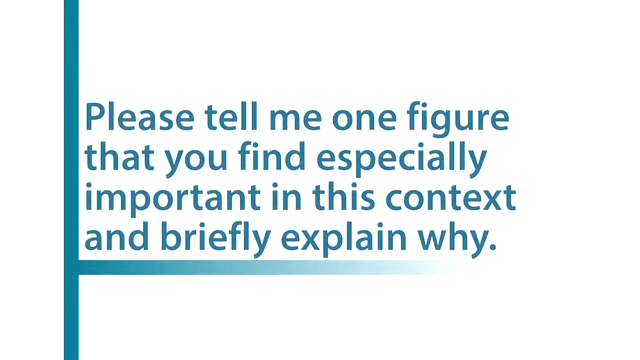 Please tell me one figure
that you find especially
important in this context
and briefly explain why.